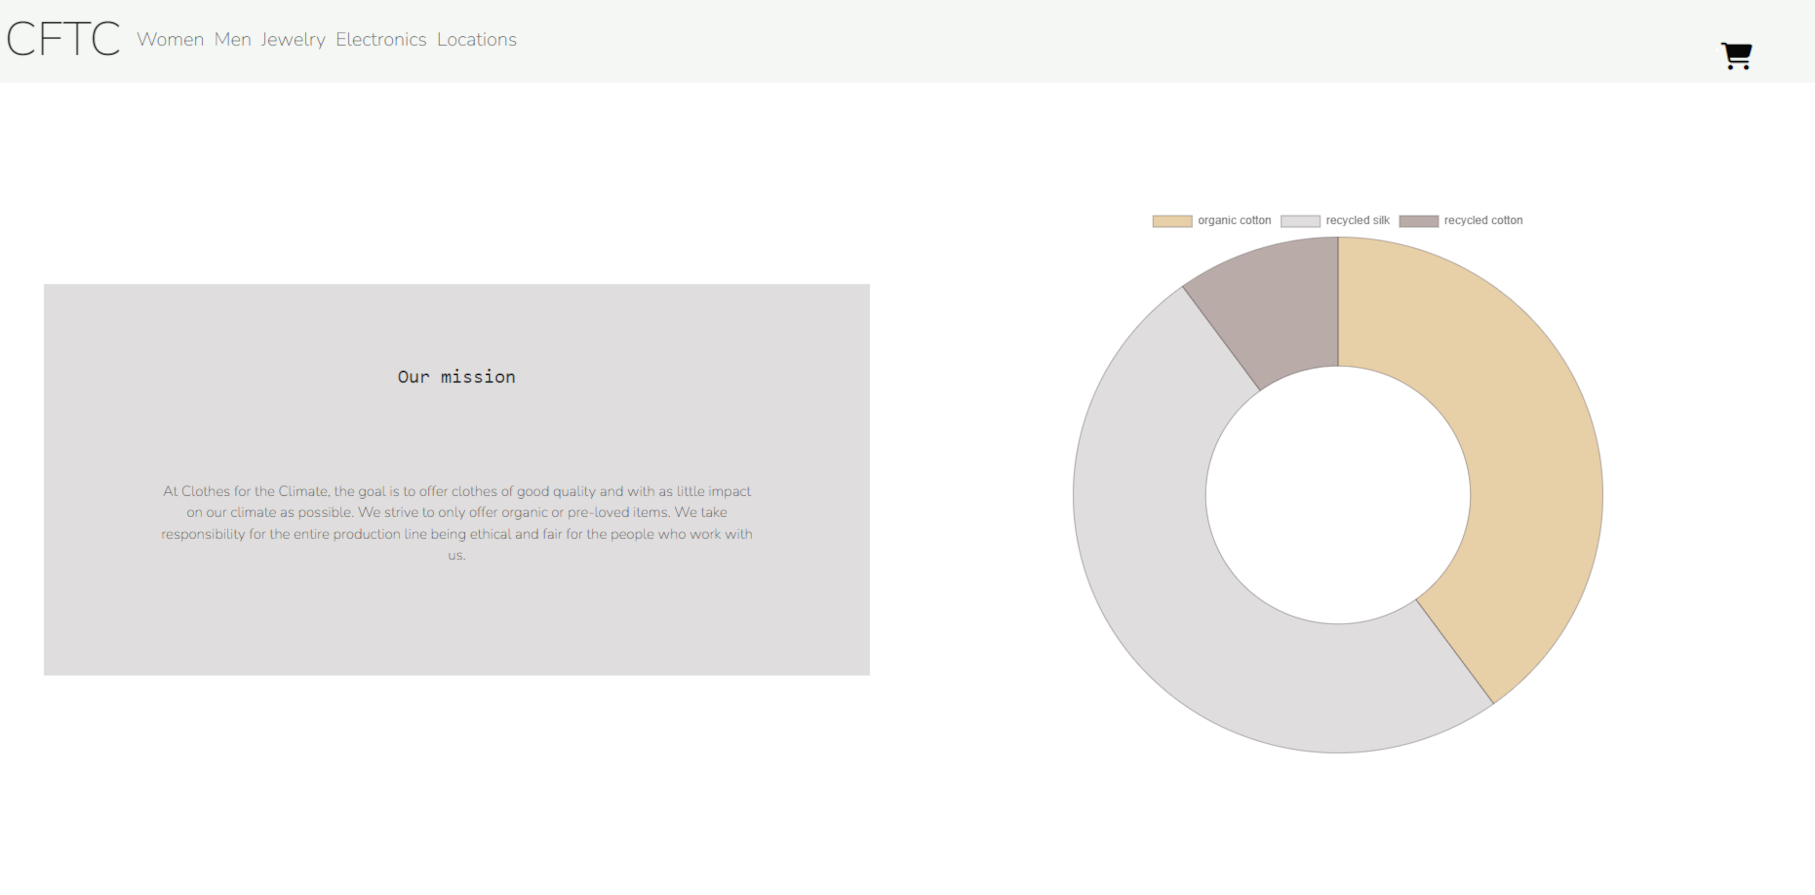 CFTC Women Men Jewelry Electronics Locations
organic cotton recycled silk recycled cotton
Our mission
At Clothes for the Climate, the goal is to offer clothes of good quality and with as little impact
on our climate as possible. We strive to only offer organic or pre-loved items. We take
responsibility for the entire production line being ethical and fair for the people who work with
us.